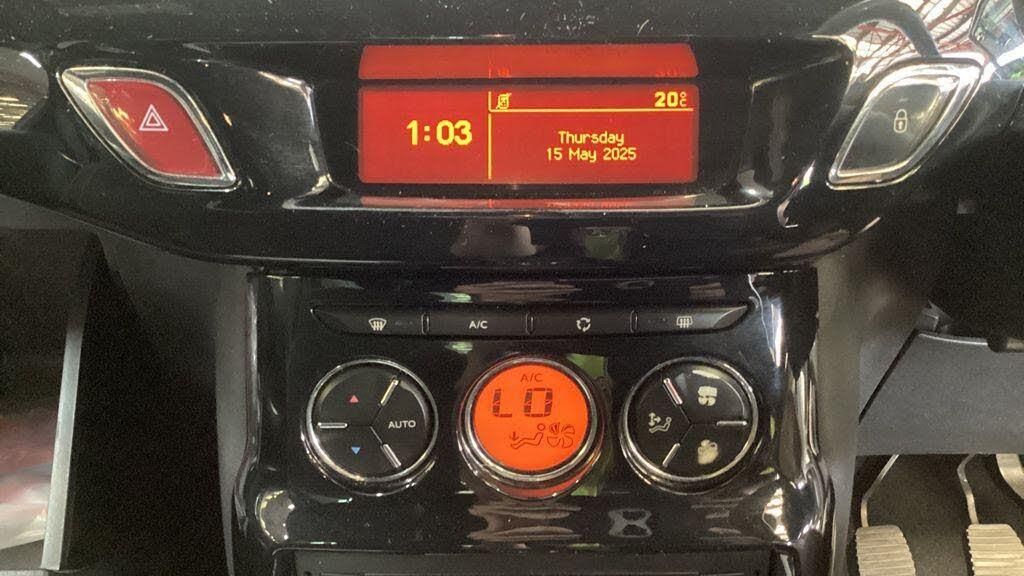 20°C
1:03
Thursday
15 May 2025
A/C
A/C
LO
AUTO